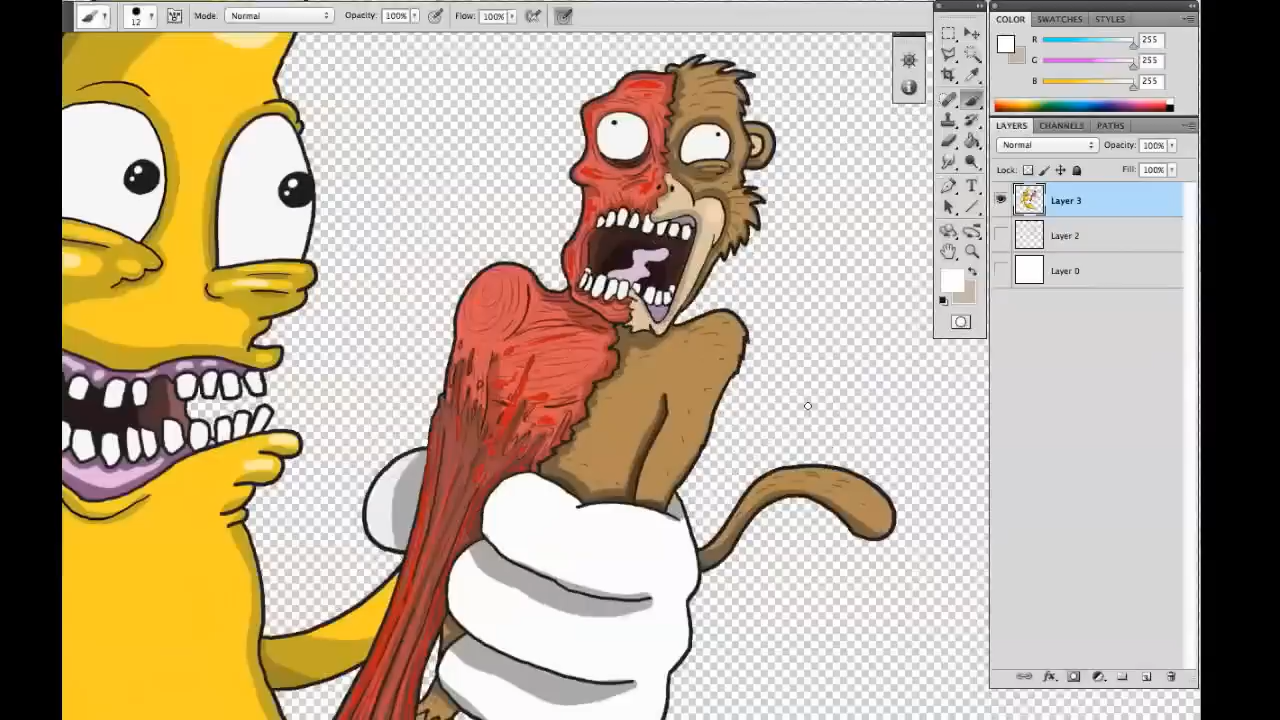 12
Mode: Normal
Opacity: 100%
Flow: 100%
COLOR SWATCHES STYLES
R 255
G 255
B 255
LAYERS CHANNELS PATHS
Normal
Opacity: 100%
Lock:
Fill: 100%
Layer 3
Layer 2
Layer 0